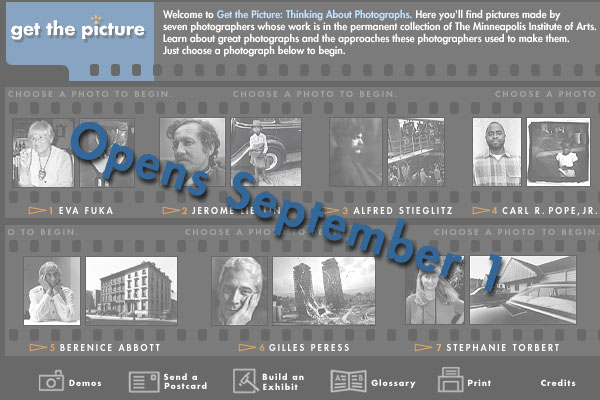 get the picture
Welcome to Get the Picture: Thinking About Photographs. Here you'll find pictures made by
seven photographers whose work is in the permanent collection of The Minneapolis Institute of Arts.
Learn about great photographs and the approaches these photographers used to make them.
Just choose a photograph below to begin.
CHOOSE A PHOTO TO BEGIN.
CHOOSE A PHOTO TO BEGIN.
CHOOSE A PHOTO
Opens September 1
1 EVA FUKA
2 JEROME
3 ALFRED STIEGLITZ
4 CARL R. POPE, JR.
O TO BEGIN.
CHOOSE A PHOTO TO BEGIN.
CHOOSE A PHOTO TO BEGIN.
5 BERENICE ABBOTT
6 GILLES PERESS
7 STEPHANIE TORBERT
Demos
Send a
Postcard
Build an
Exhibit
Glossary
Print
Credits